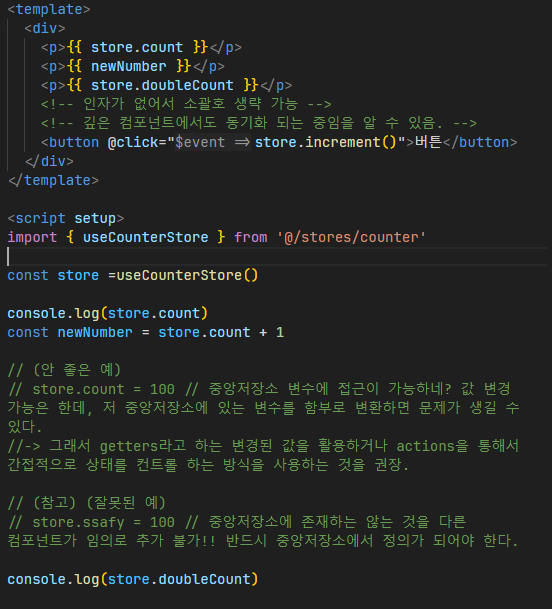 <template>
  <div>
    <p>{{ store.count }}</p>
    <p>{{ newNumber }}</p>
    <p>{{ store.doubleCount }}</p>
    <!-- 인자가 없어서 소괄호 생략 가능 -->
    <!-- 깊은 컴포넌트에서도 동기화 되는 중임을 알 수 있음. -->
    <button @click="$event => store.increment()">버튼</button>
  </div>
</template>

<script setup>
import { useCounterStore } from '@/stores/counter'

const store =useCounterStore()

console.log(store.count)
const newNumber = store.count + 1

// (안 좋은 예)
// store.count = 100 // 중앙저장소 변수에 접근이 가능하네? 값 변경
가능은 한데, 저 중앙저장소에 있는 변수를 함부로 변환하면 문제가 생길 수
있다.
//-> 그래서 getters라고 하는 변경된 값을 활용하거나 actions을 통해서
간접적으로 상태를 컨트롤 하는 방식을 사용하는 것을 권장.

// (참고) (잘못된 예)
// store.ssafy = 100 // 중앙저장소에 존재하는 않는 것을 다른
컴포넌트가 임의로 추가 불가!! 반드시 중앙저장소에서 정의가 되어야 한다.

console.log(store.doubleCount)